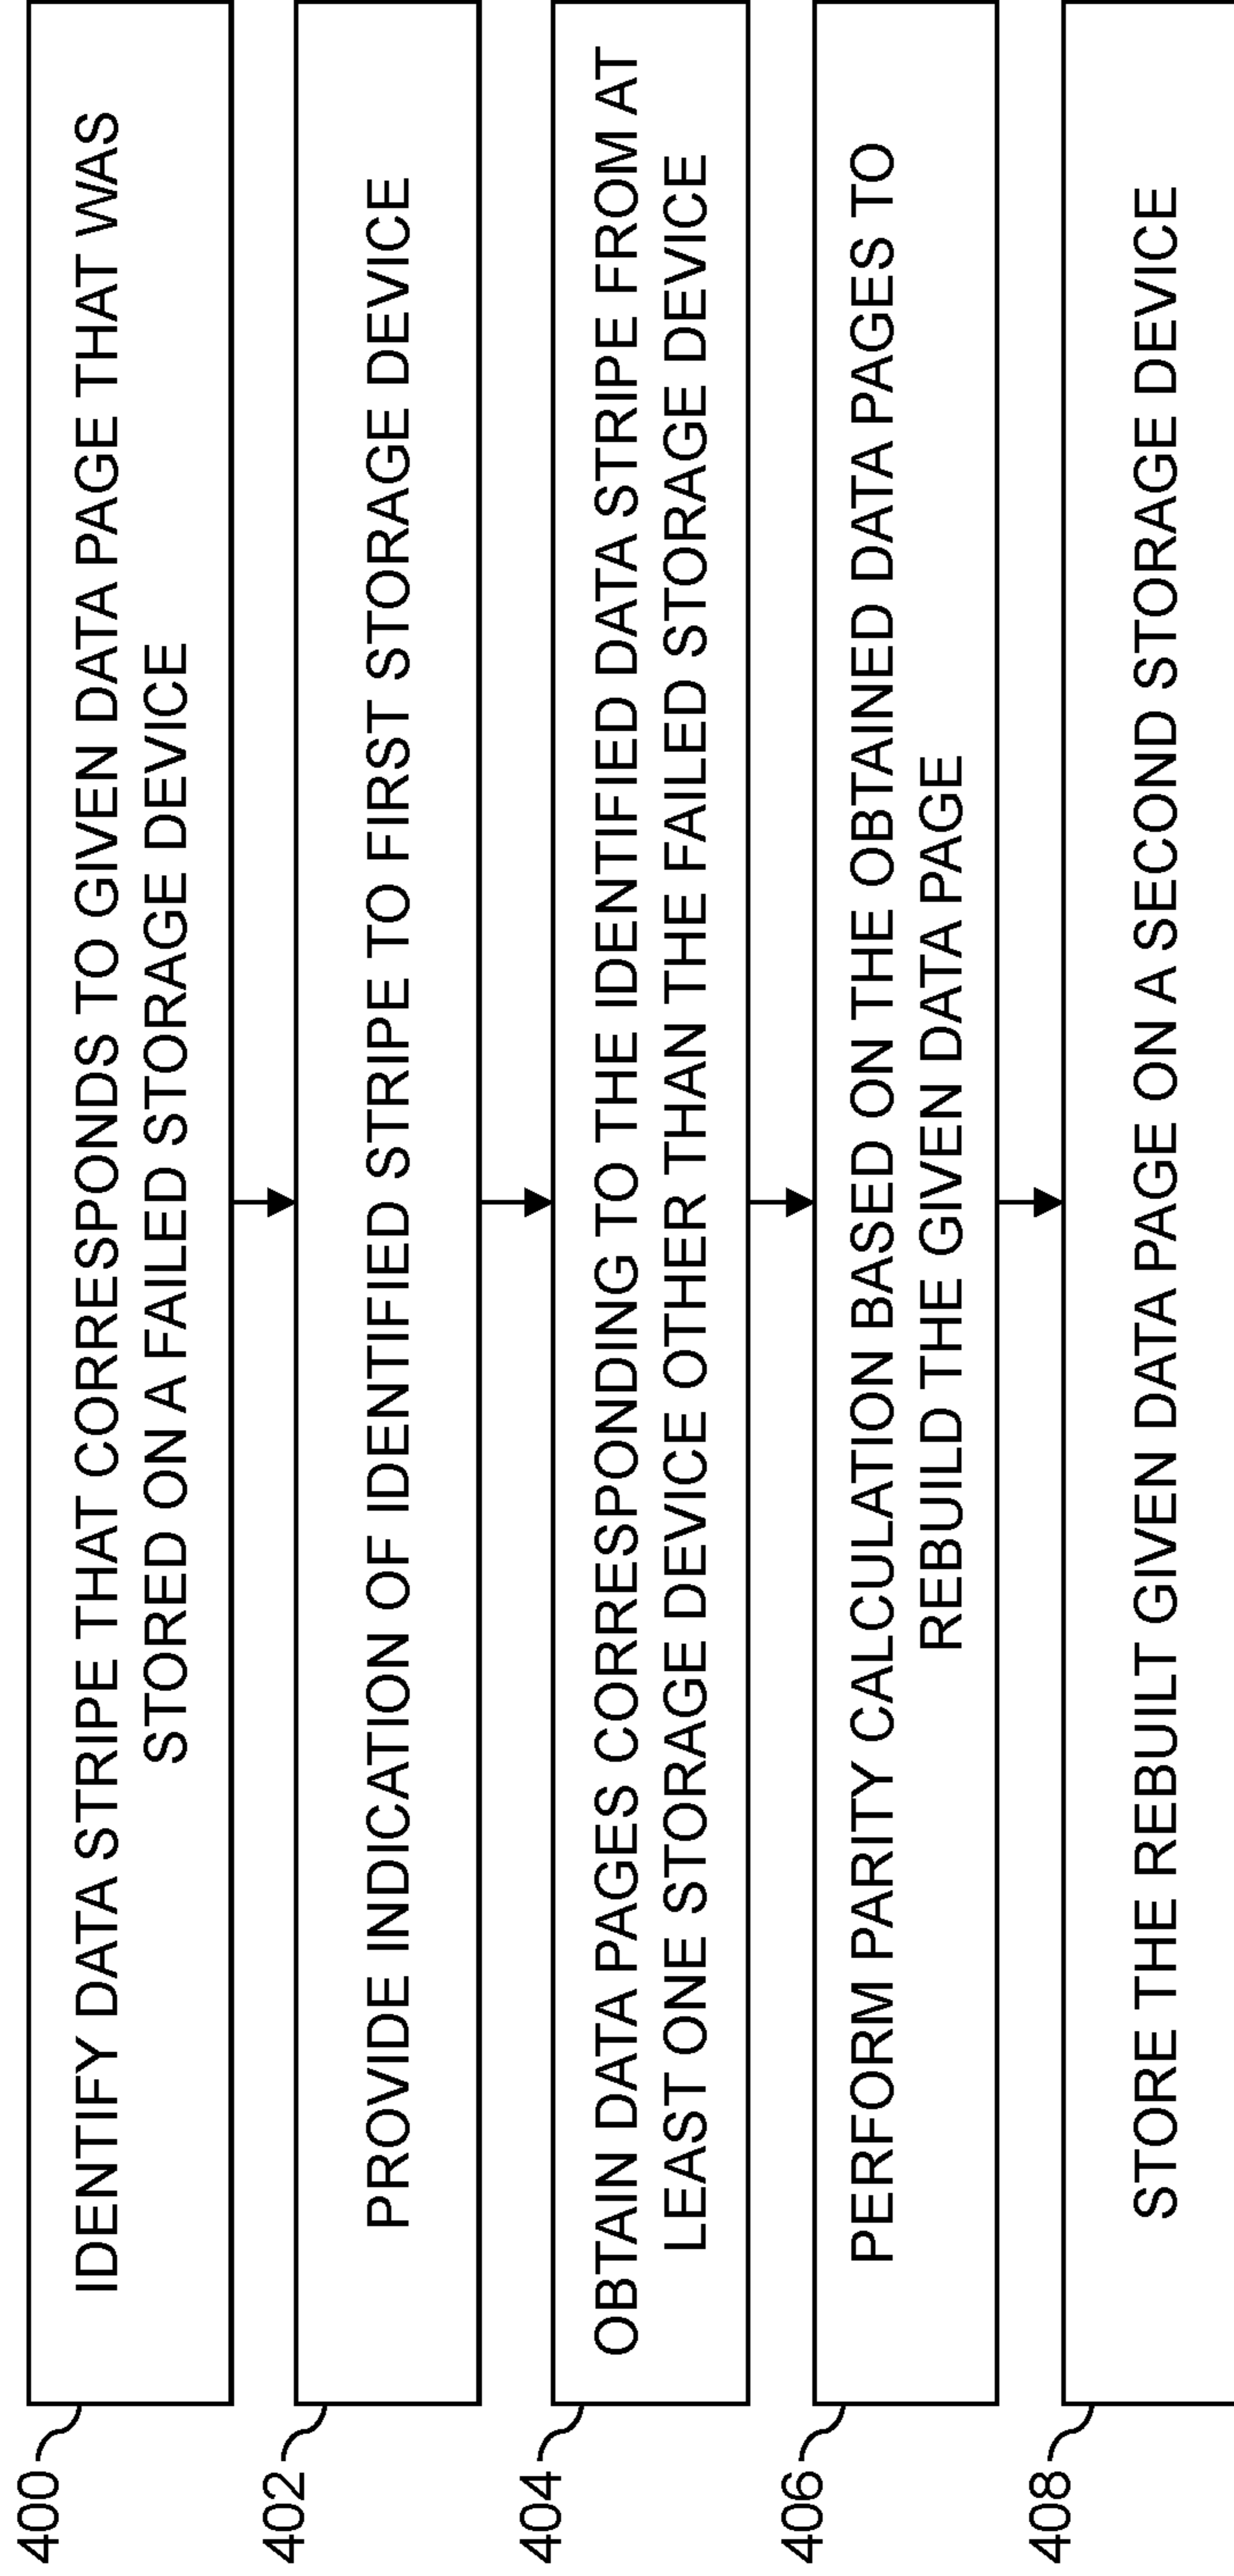 400
IDENTIFY DATA STRIPE THAT CORRESPONDS TO GIVEN DATA PAGE THAT WAS
STORED ON A FAILED STORAGE DEVICE
402
PROVIDE INDICATION OF IDENTIFIED STRIPE TO FIRST STORAGE DEVICE
404
OBTAIN DATA PAGES CORRESPONDING TO THE IDENTIFIED DATA STRIPE FROM AT
LEAST ONE STORAGE DEVICE OTHER THAN THE FAILED STORAGE DEVICE
406
PERFORM PARITY CALCULATION BASED ON THE OBTAINED DATA PAGES TO
REBUILD THE GIVEN DATA PAGE
408
STORE THE REBUILT GIVEN DATA PAGE ON A SECOND STORAGE DEVICE